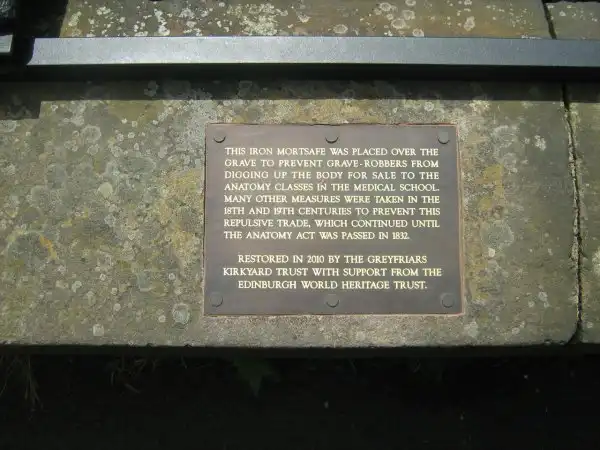 THIS IRON MORTSAFE WAS PLACED OVER THE
GRAVE TO PREVENT GRAVE-ROBBERS FROM
DIGGING UP THE BODY FOR SALE TO THE
ANATOMY CLASSES IN THE MEDICAL SCHOOL.
MANY OTHER MEASURES WERE TAKEN IN THE
18TH AND 19TH CENTURIES TO PREVENT THIS
REPULSIVE TRADE, WHICH CONTINUED UNTIL
THE ANATOMY ACT WAS PASSED IN 1832.
RESTORED IN 2010 BY THE GREYFRIARS
KIRKYARD TRUST WITH SUPPORT FROM THE
EDINBURGH WORLD HERITAGE TRUST.